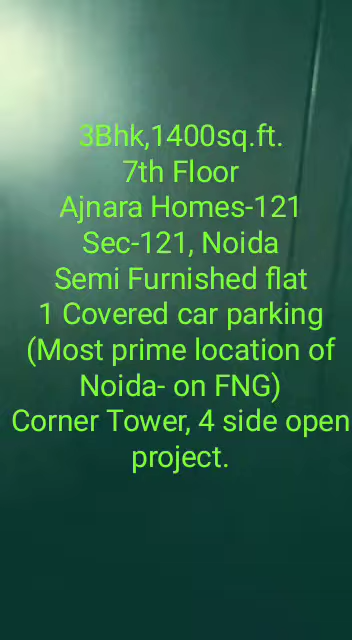 3Bhk,1400sq.ft.
7th Floor
Ajnara Homes-121
Sec-121, Noida
Semi Furnished flat
1 Covered car parking
(Most prime location of
Noida- on FNG)
Corner Tower, 4 side open
project.